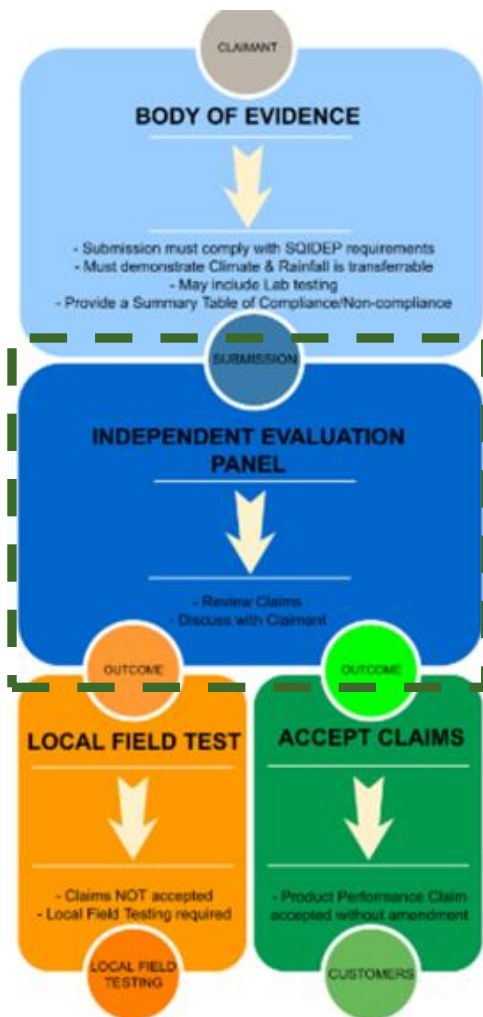 CLAIMANT
BODY OF EVIDENCE
- Submission must comply with SQIDEP requirements
- Must demonstrate Climate & Rainfall is transferrable
- May include Lab testing
- Provide a Summary Table of Compliance/Non-compliance
SUBMISSION
INDEPENDENT EVALUATION
PANEL
- Review Claims
- Discuss with Claimant
OUTCOME
LOCAL FIELD TEST
- Claims NOT accepted
- Local Field Testing required
LOCAL FIELD
TESTING
OUTCOME
ACCEPT CLAIMS
- Product Performance Claim
accepted without amendment
CUSTOMERS